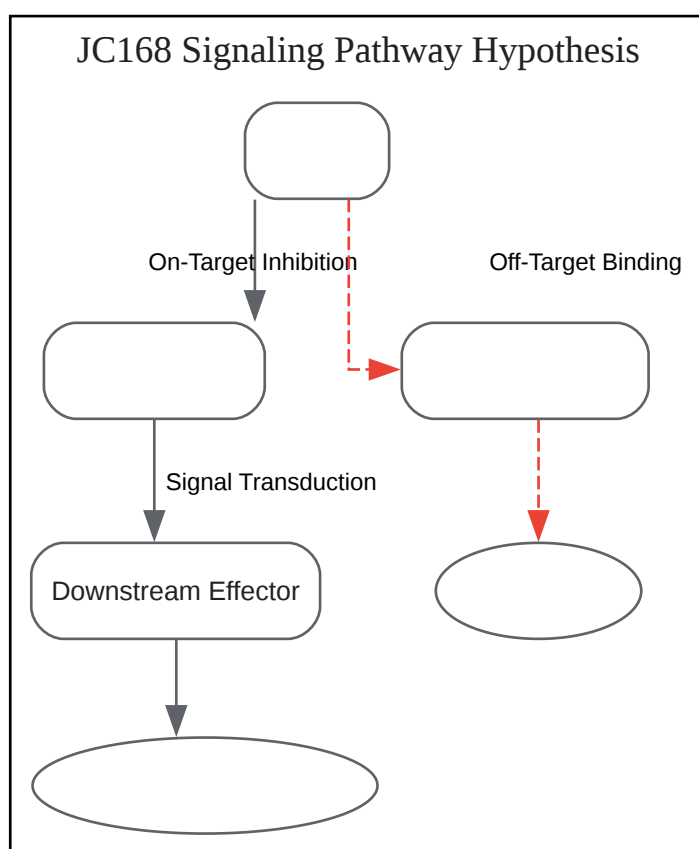 JC168 Signaling Pathway Hypothesis
On-Target Inhibition
Off-Target Binding
Signal Transduction
Downstream Effector